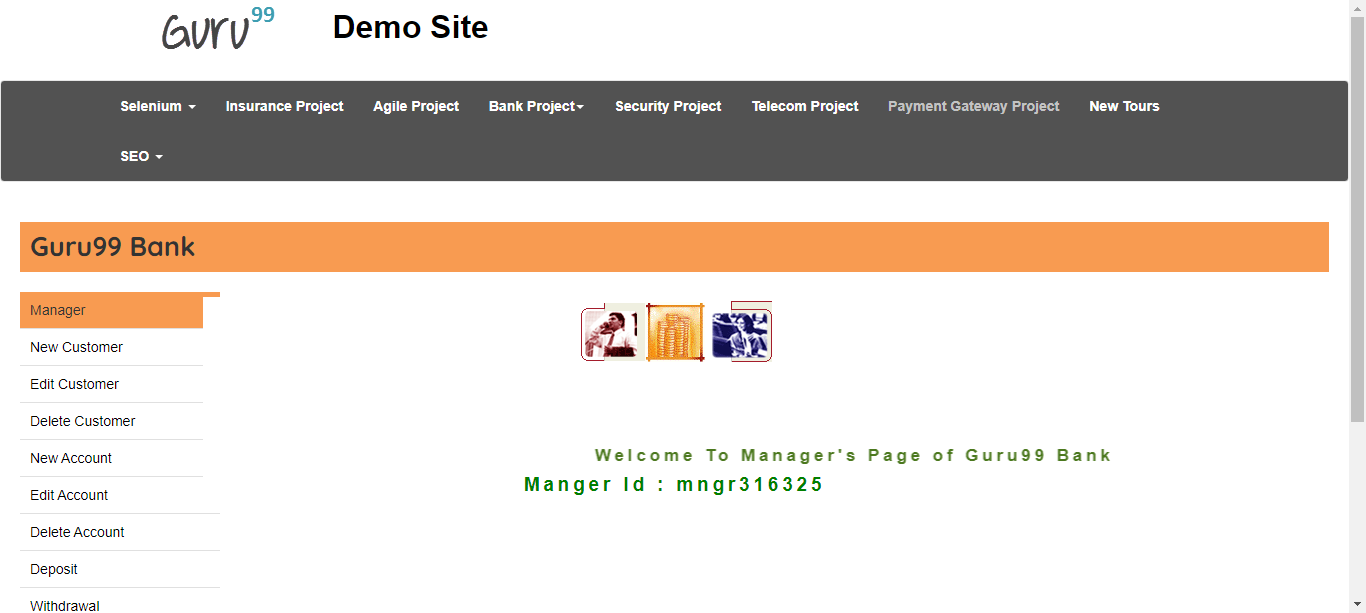 Guru99 Demo Site
Selenium Insurance Project Agile Project Bank Project Security Project Telecom Project Payment Gateway Project New Tours
SEO
Guru99 Bank
Manager
New Customer
Edit Customer
Delete Customer
New Account
Edit Account
Delete Account
Deposit
Withdrawal
Welcome To Manager's Page of Guru99 Bank
Manger Id : mngr316325